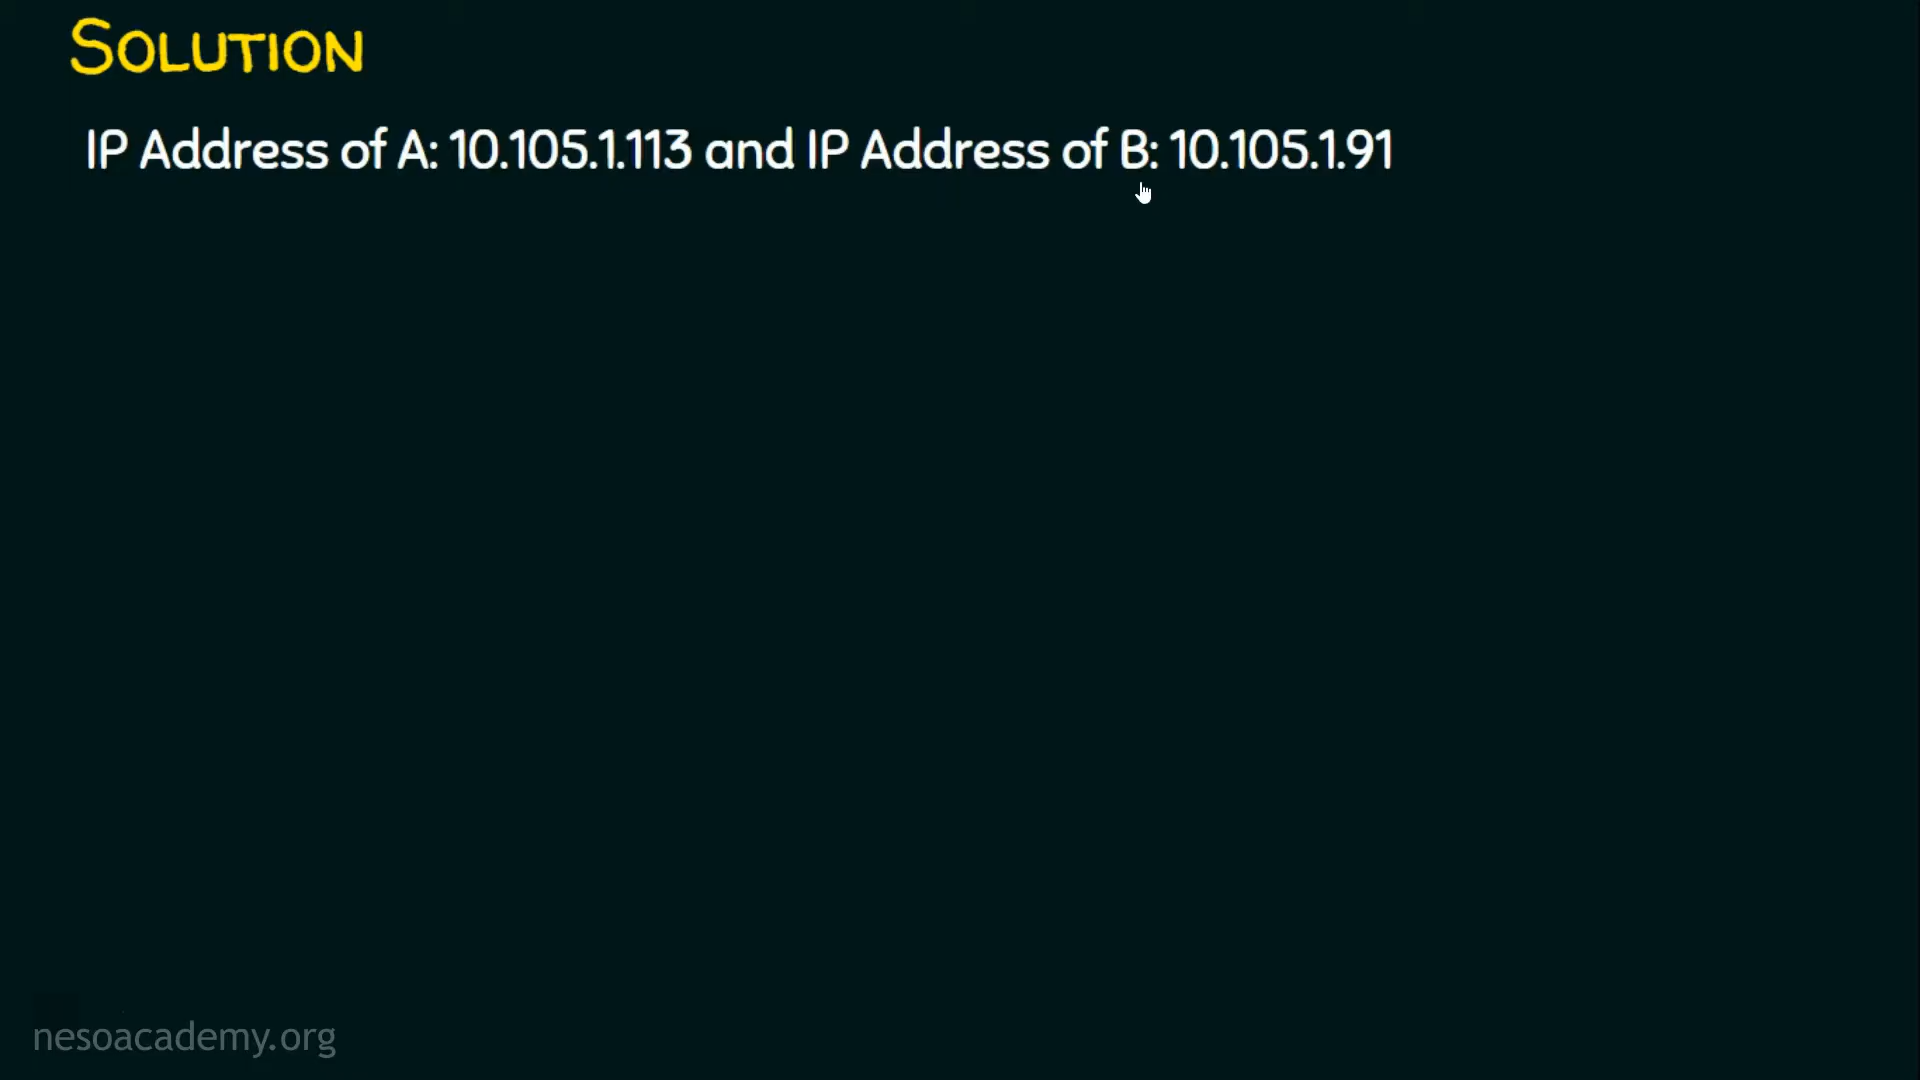 SOLUTION
IP Address of A: 10.105.1.113 and IP Address of B: 10.105.1.91
nesoacademy.org